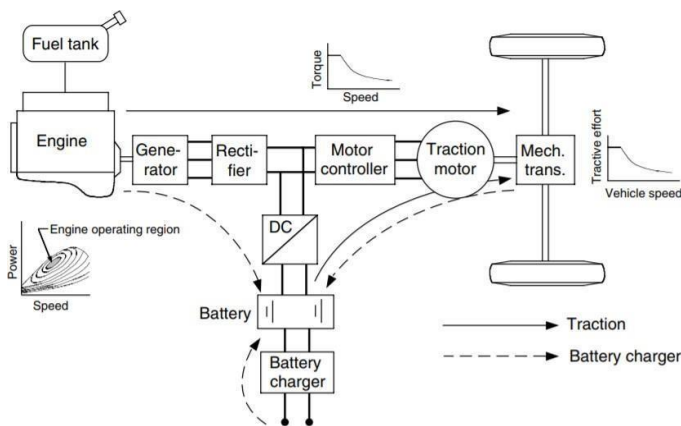 Fuel tank
Engine
Torque
Speed
Gene-
rator
Recti-
fier
Motor
controller
Traction
motor
Mech.
trans.
Tractive effort
Vehicle speed
DC
Engine operating region
Power
Speed
Battery
Battery
charger
Traction
Battery charger